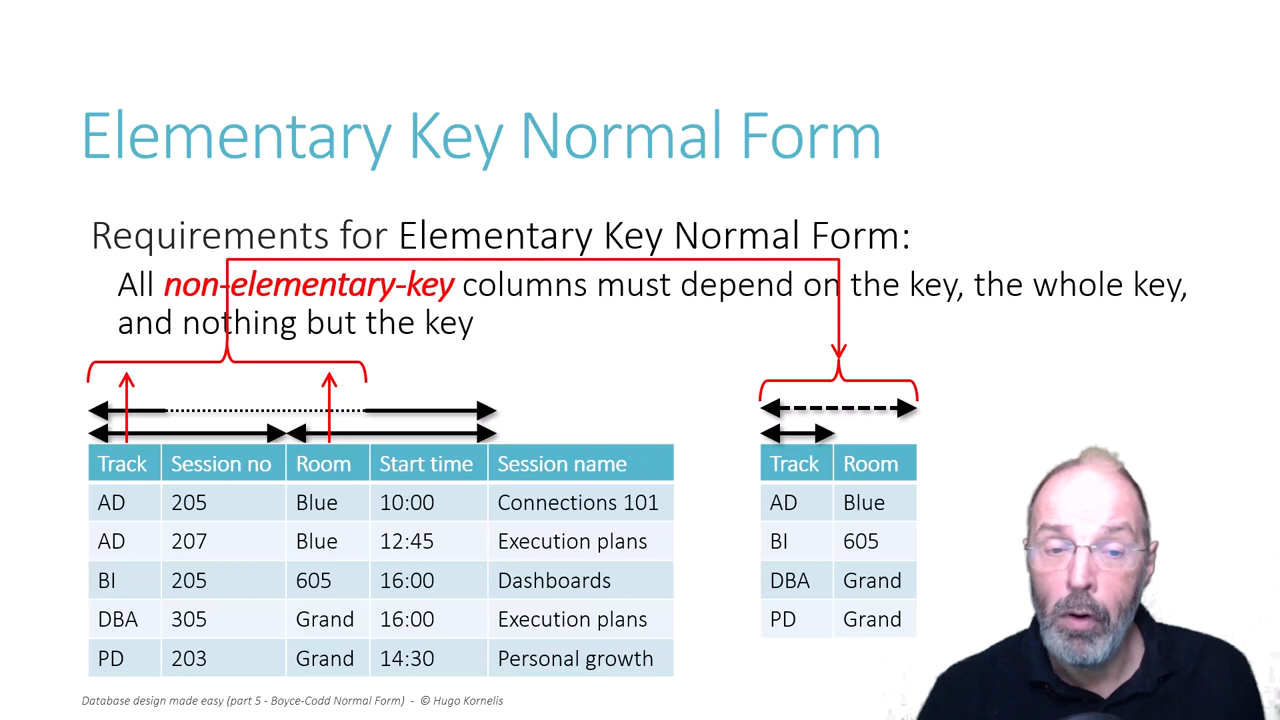 Elementary Key Normal Form
Requirements for Elementary Key Normal Form:
All non-elementary-key columns must depend on the key, the whole key,
and nothing but the key
Track Session no Room Start time Session name
AD 205 Blue 10:00 Connections 101
AD 207 Blue 12:45 Execution plans
BI 205 605 16:00 Dashboards
DBA 305 Grand 16:00 Execution plans
PD 203 Grand 14:30 Personal growth
Track Room
AD Blue
BI 605
DBA Grand
PD Grand
Database design made easy (part 5 - Boyce-Codd Normal Form) - © Hugo Kornelis